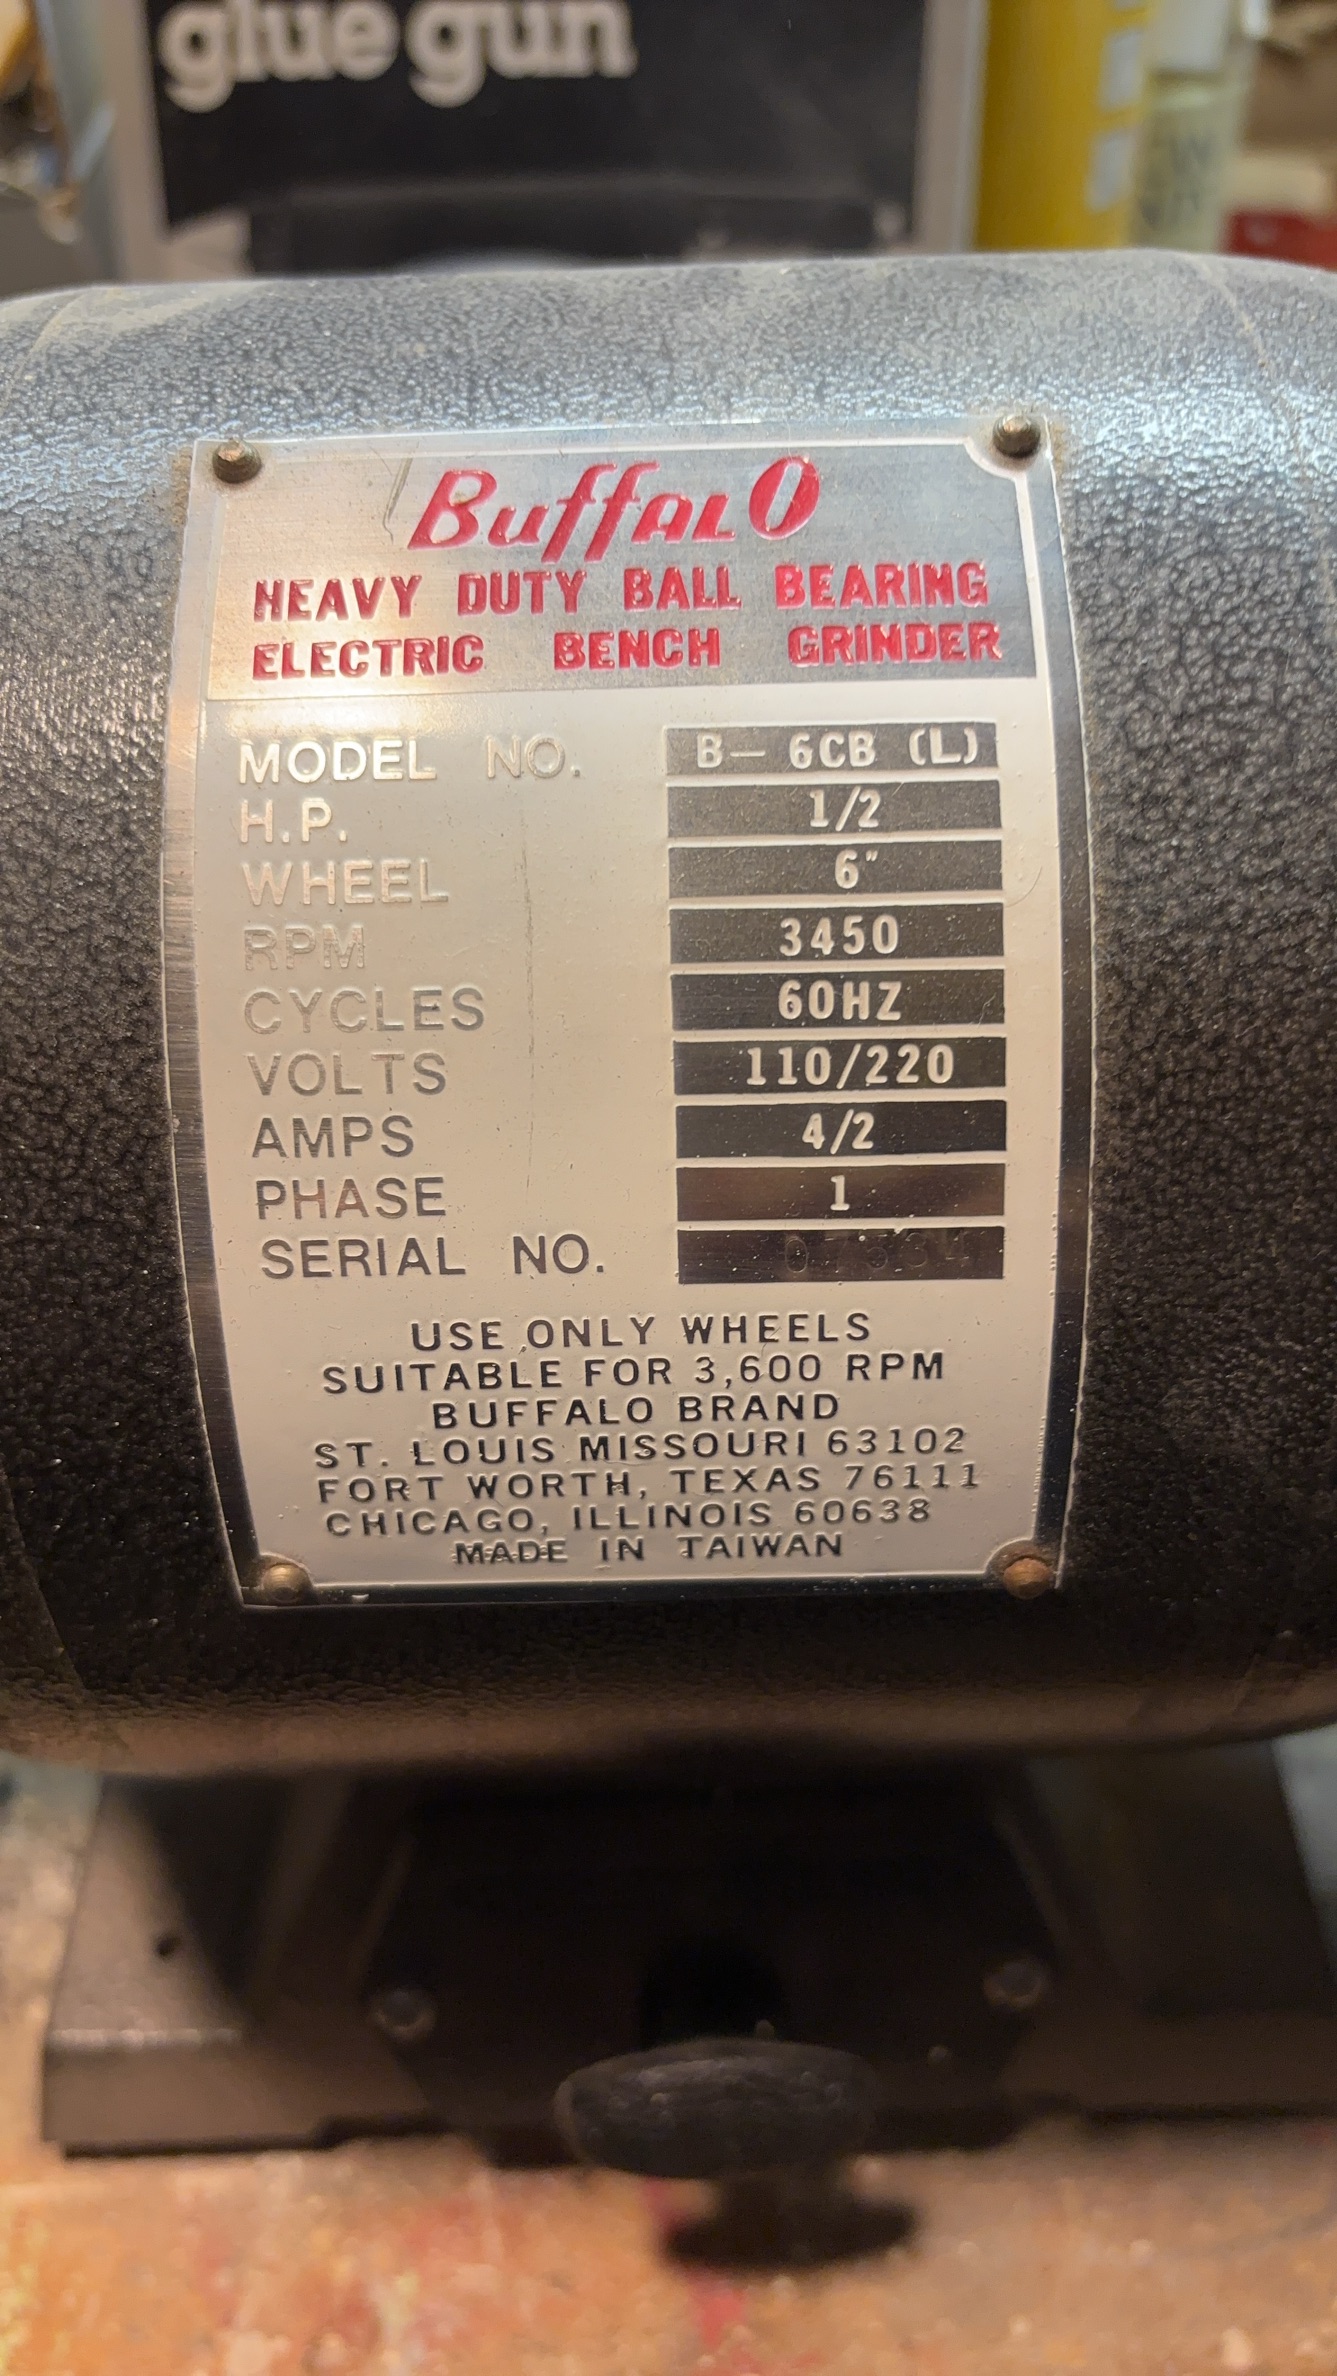 glue gun
Buffalo
HEAVY DUTY BALL BEARING
ELECTRIC BENCH GRINDER
MODEL NO. B-6CB (L)
H.P. 1/2
WHEEL 6"
RPM 3450
CYCLES 60HZ
VOLTS 110/220
AMPS 4/2
PHASE 1
SERIAL NO.
USE ONLY WHEELS
SUITABLE FOR 3,600 RPM
BUFFALO BRAND
ST. LOUIS MISSOURI 63102
FORT WORTH, TEXAS 76111
CHICAGO, ILLINOIS 60638
MADE IN TAIWAN